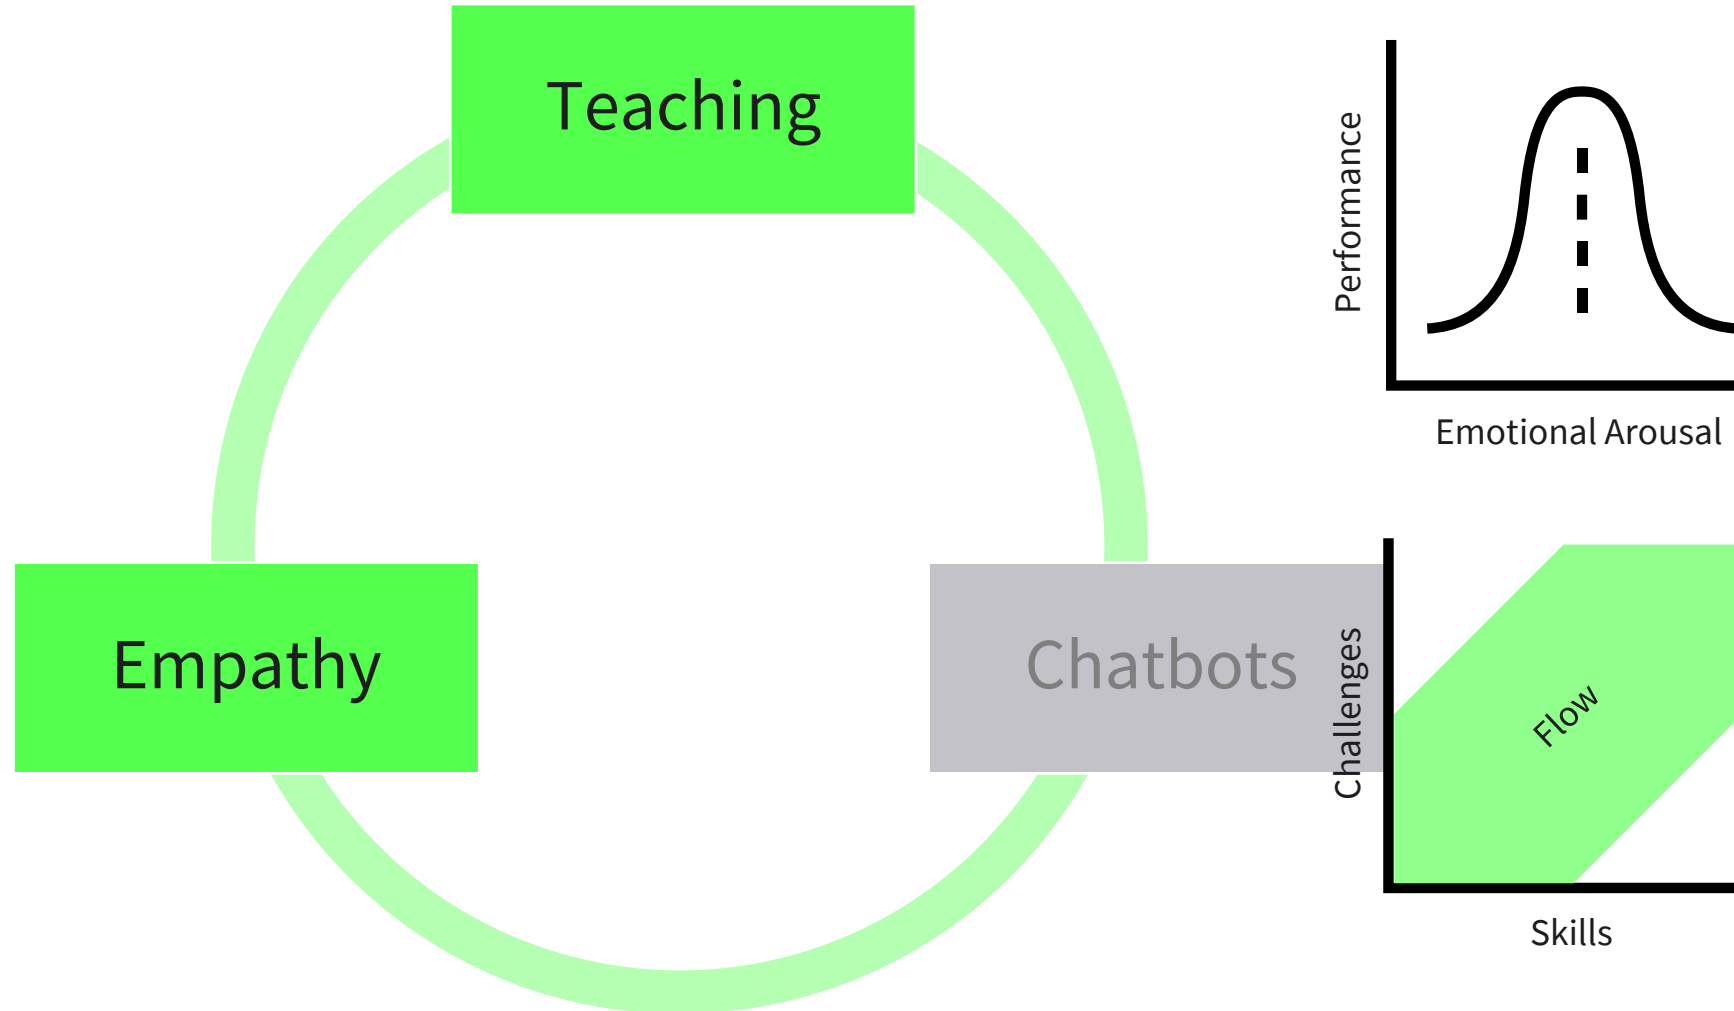 Teaching
Empathy
Chatbots
Performance
Emotional Arousal
Challenges
Flow
Skills